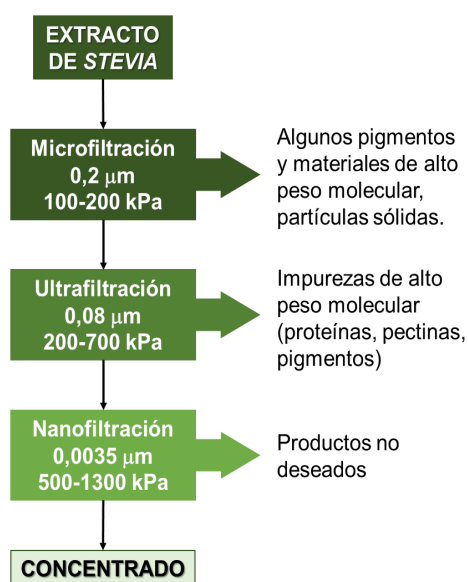 EXTRACTO
DE STEVIA
Microfiltración
0,2 μm
100-200 kPa
Algunos pigmentos
y materiales de alto
peso molecular,
partículas sólidas.
Ultrafiltración
0,08 μm
200-700 kPa
Impurezas de alto
peso molecular
(proteínas, pectinas,
pigmentos)
Nanofiltración
0,0035 μm
500-1300 kPa
Productos no
deseados
CONCENTRADO